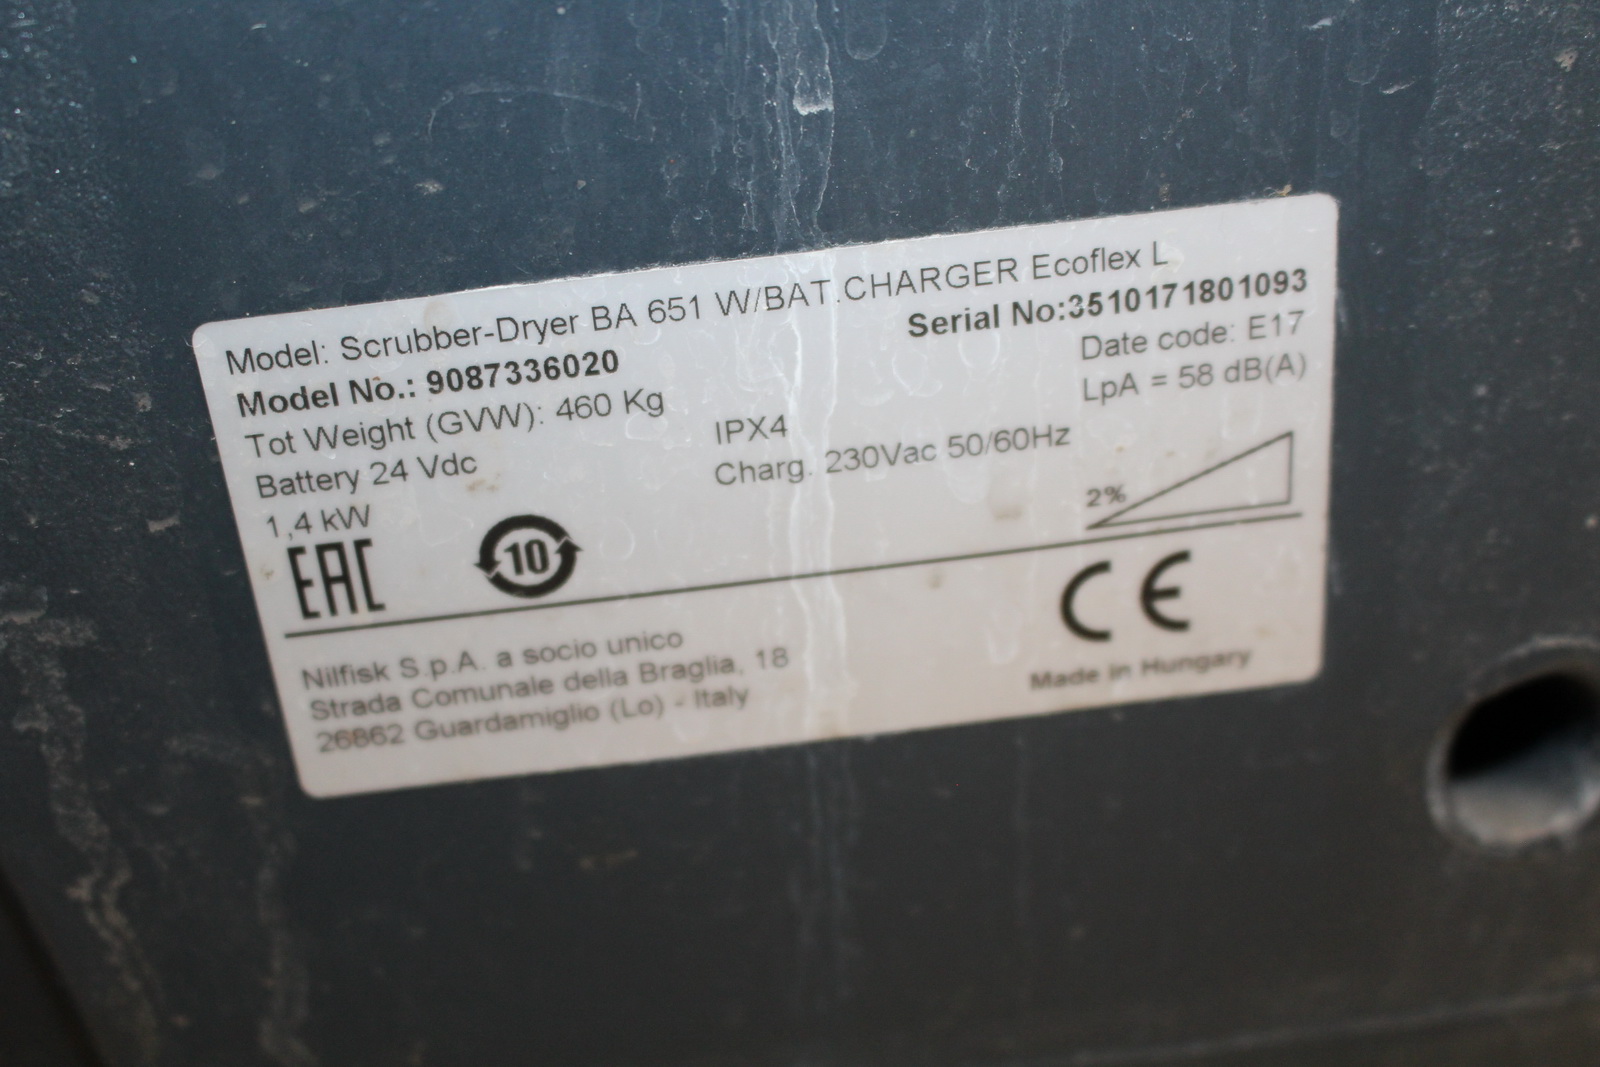 Model: Scrubber-Dryer BA 651 W/BAT.CHARGER Ecoflex L
Model No.: 9087336020
Serial No:3510171801093
Tot Weight (GVW): 460 Kg
Date code: E17
Battery 24 Vdc
IPX4
LpA = 58 dB(A)
1,4 kW
Charg. 230Vac 50/60Hz
2%
EAC
10
CE
Nilfisk S.p.A. a socio unico
Strada Comunale della Braglia, 18
26862 Guardamiglio (Lo) - Italy
Made in Hungary